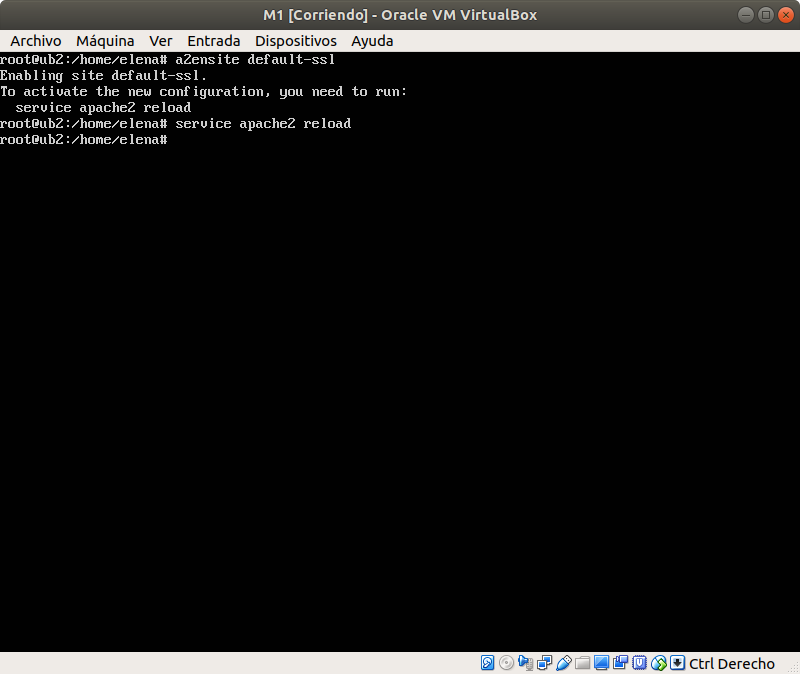 M1 [Corriendo] - Oracle VM VirtualBox
Archivo Máquina Ver Entrada Dispositivos Ayuda
root@ub2:/home/elena# a2ensite default-ssl
Enabling site default-ssl.
To activate the new configuration, you need to run:
  service apache2 reload
root@ub2:/home/elena# service apache2 reload
root@ub2:/home/elena#
Ctrl Derecho